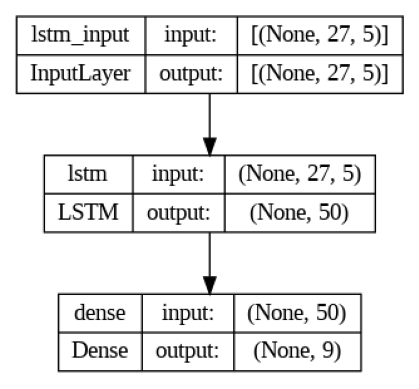 lstm_input input: [(None, 27, 5)]
InputLayer output: [(None, 27, 5)]
lstm input: (None, 27, 5)
LSTM output: (None, 50)
dense input: (None, 50)
Dense output: (None, 9)